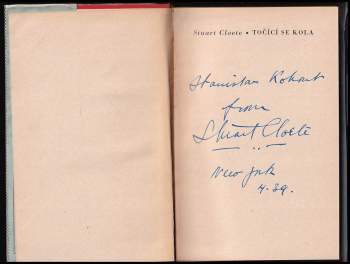 Stuart Cloete • TOČÍCÍ SE KOLA
Stanislav Kohout
from
Stuart Cloete
New York
4.39.